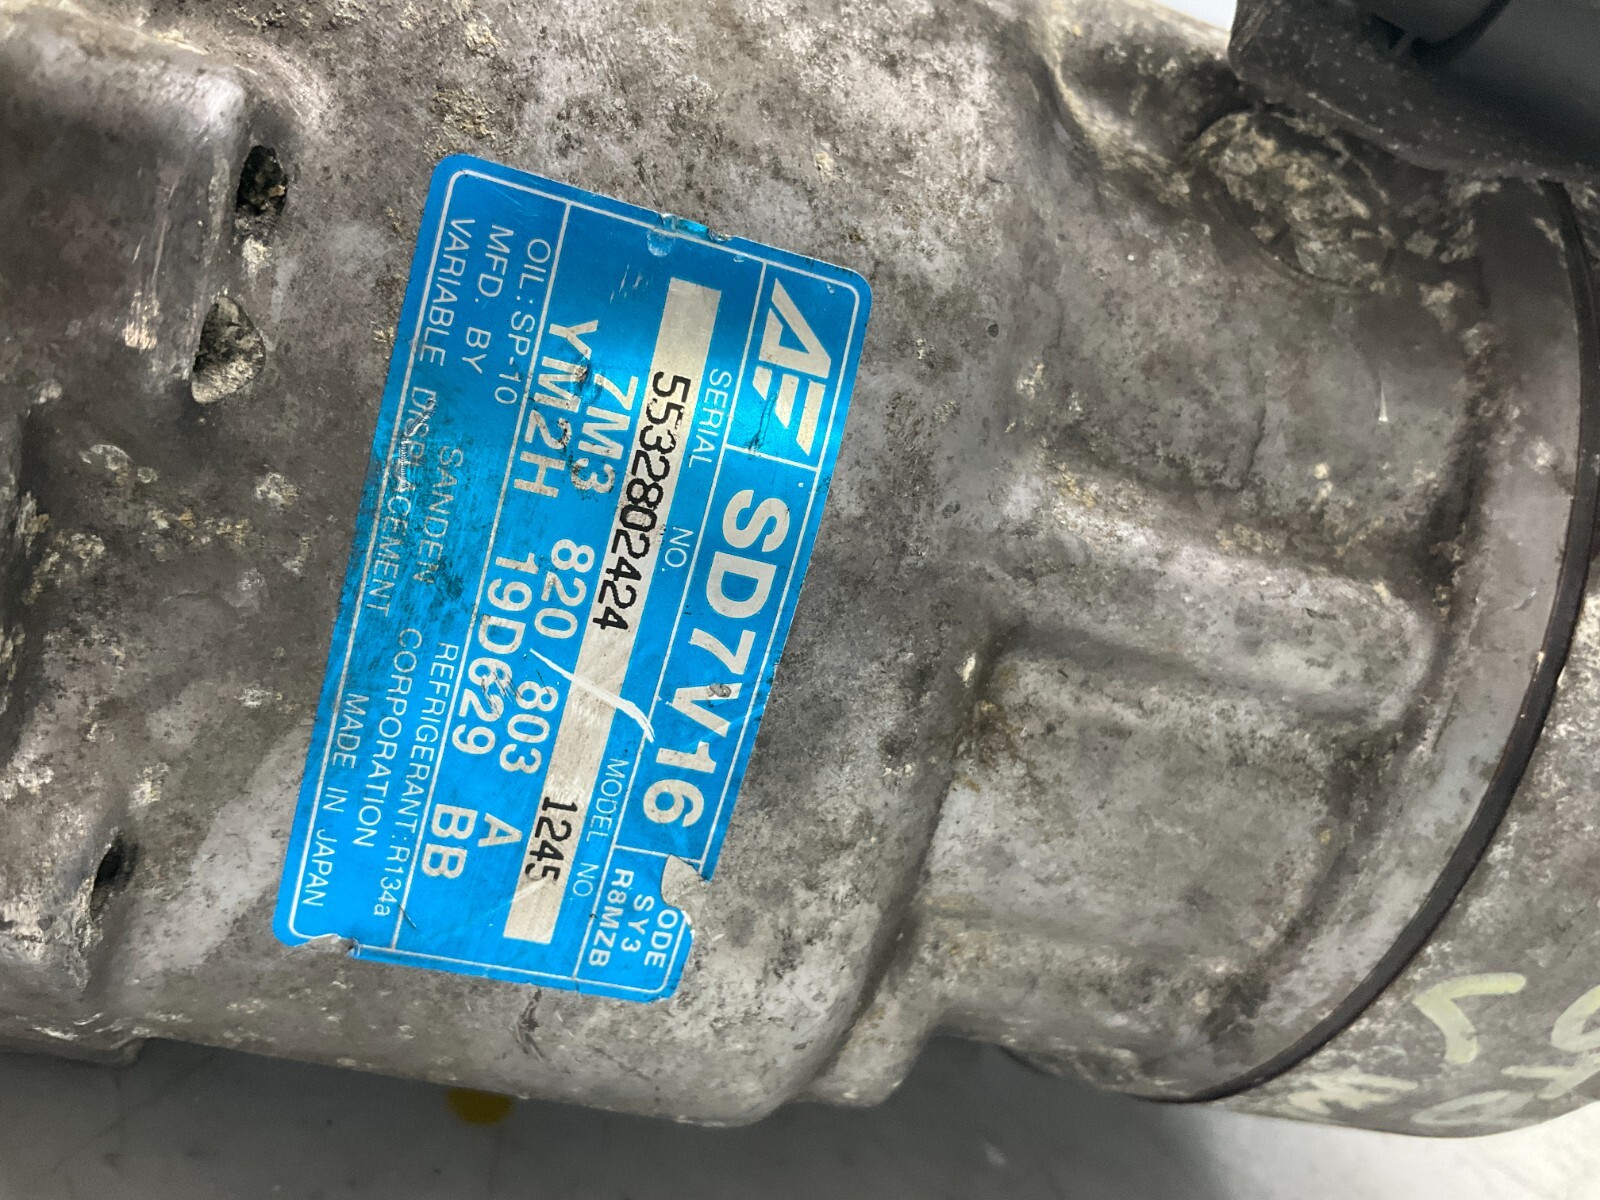 SD7V16
ODE
SY3
R8MZB
SERIAL NO.
MODEL NO
5532802424
1245
7M3 820/803 A
YM2H 19D629 BB
OIL:SP-10
REFRIGERANT:R134a
MFD. BY
SANDEN CORPORATION
VARIABLE DISPLACEMENT
MADE IN JAPAN